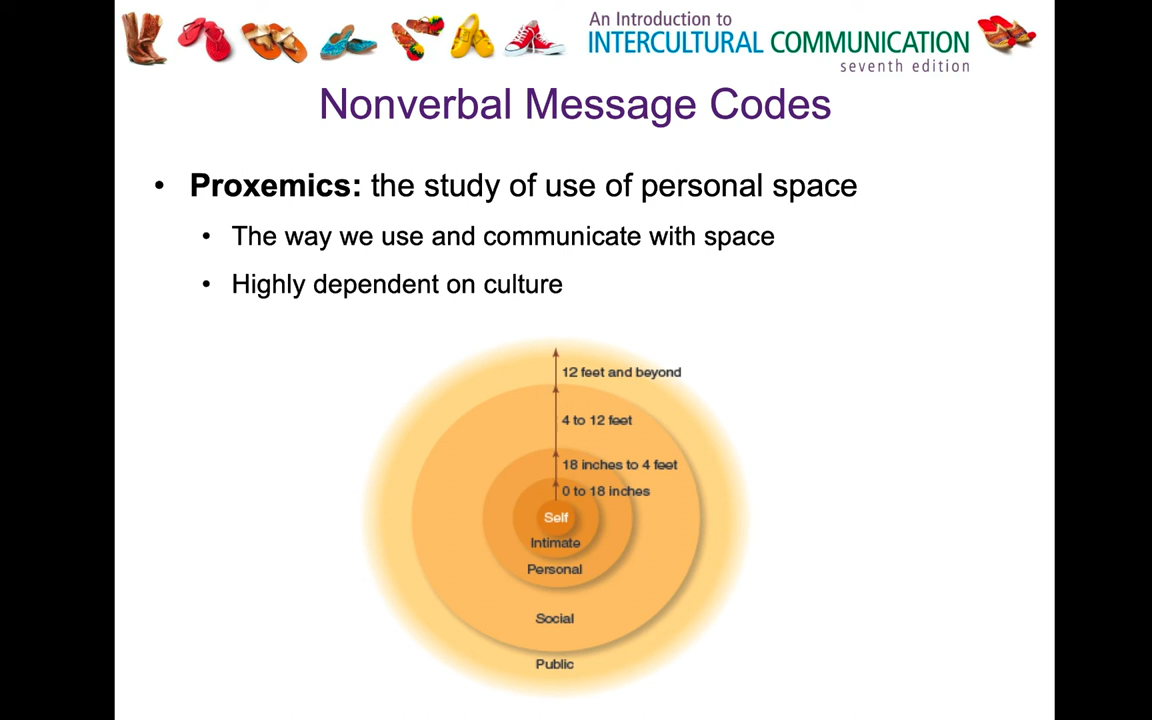 An Introduction to
INTERCULTURAL COMMUNICATION
seventh edition
Nonverbal Message Codes
• Proxemics: the study of use of personal space
• The way we use and communicate with space
• Highly dependent on culture
12 feet and beyond
4 to 12 feet
18 inches to 4 feet
0 to 18 inches
Self
Intimate
Personal
Social
Public